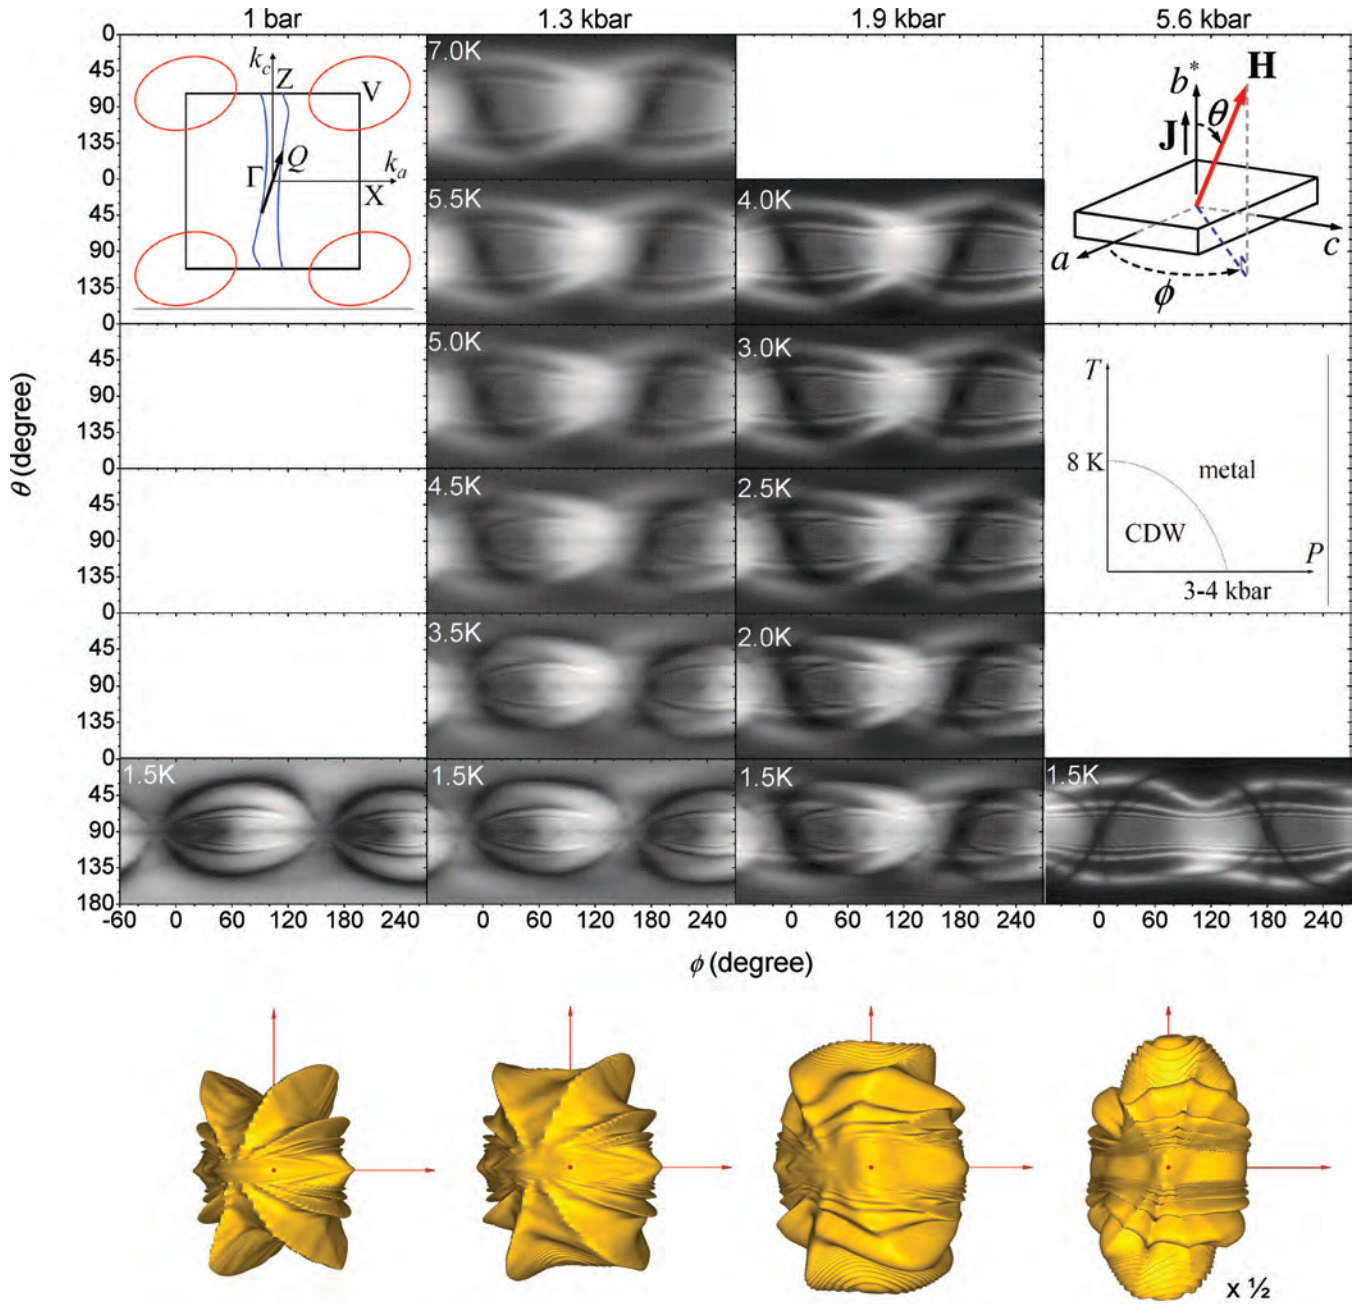 1 bar 1.3 kbar 1.9 kbar 5.6 kbar
0
45
90
135
0
45
90
135
0
45
90
135
0
45
90
135
0
45
90
135
0
45
90
135
180
θ (degree)
k_c
Z
V
Q
Γ
k_a
X
7.0K
b*
H
θ
J
a
c
ϕ
5.5K 4.0K
5.0K 3.0K
T
8 K
metal
CDW
P
3-4 kbar
4.5K 2.5K
3.5K 2.0K
1.5K 1.5K 1.5K 1.5K
-60 0 60 120 180 240 0 60 120 180 240 0 60 120 180 240 0 60 120 180 240
ϕ (degree)
x ½